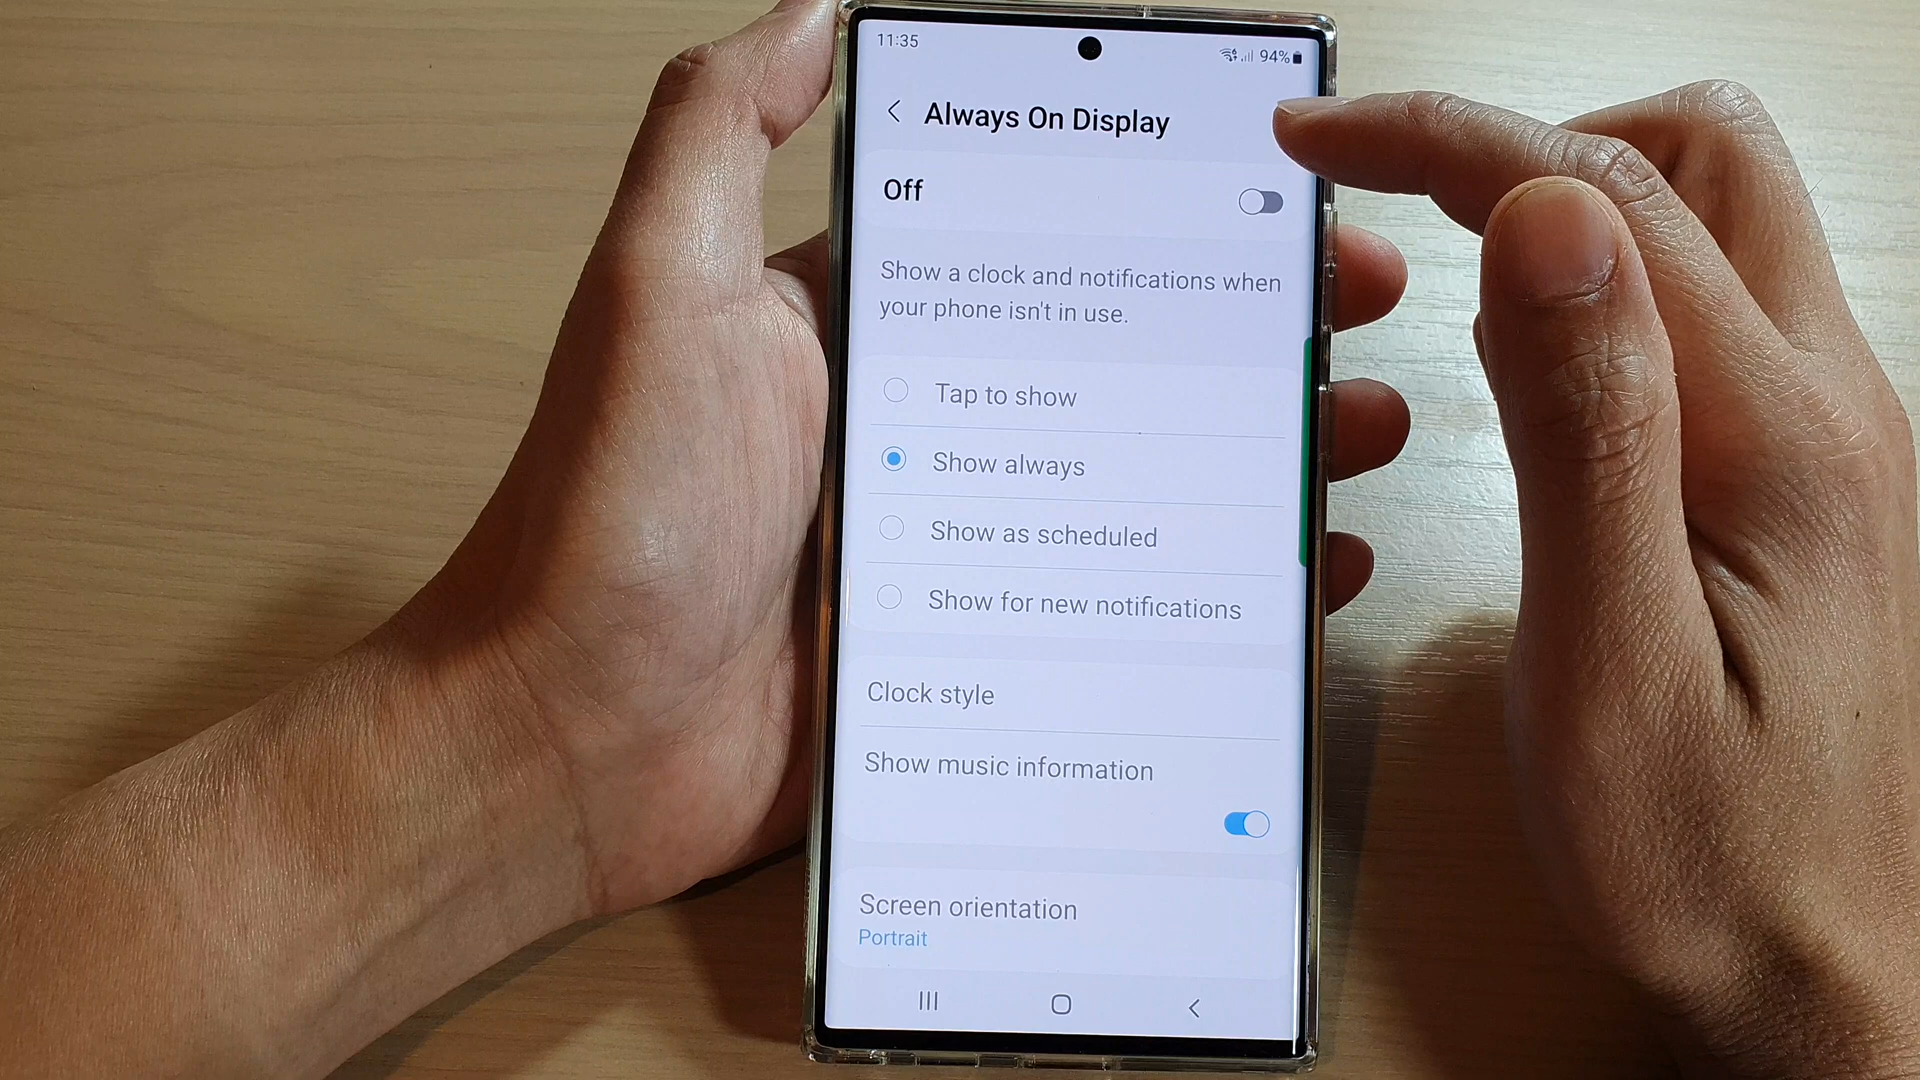 11:35
94%
Always On Display
Off
Show a clock and notifications when
your phone isn't in use.
Tap to show
Show always
Show as scheduled
Show for new notifications
Clock style
Show music information
Screen orientation
Portrait